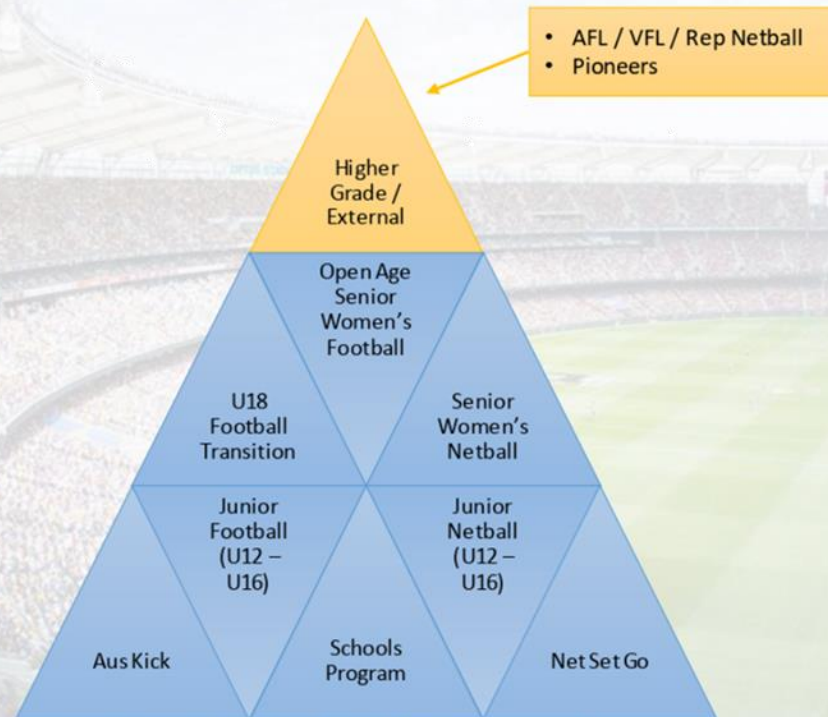 • AFL / VFL / Rep Netball
• Pioneers
Higher
Grade /
External
Open Age
Senior
Women’s
Football
U18
Football
Transition
Senior
Women’s
Netball
Junior
Football
(U12 –
U16)
Junior
Netball
(U12 –
U16)
Aus Kick
Schools
Program
Net Set Go